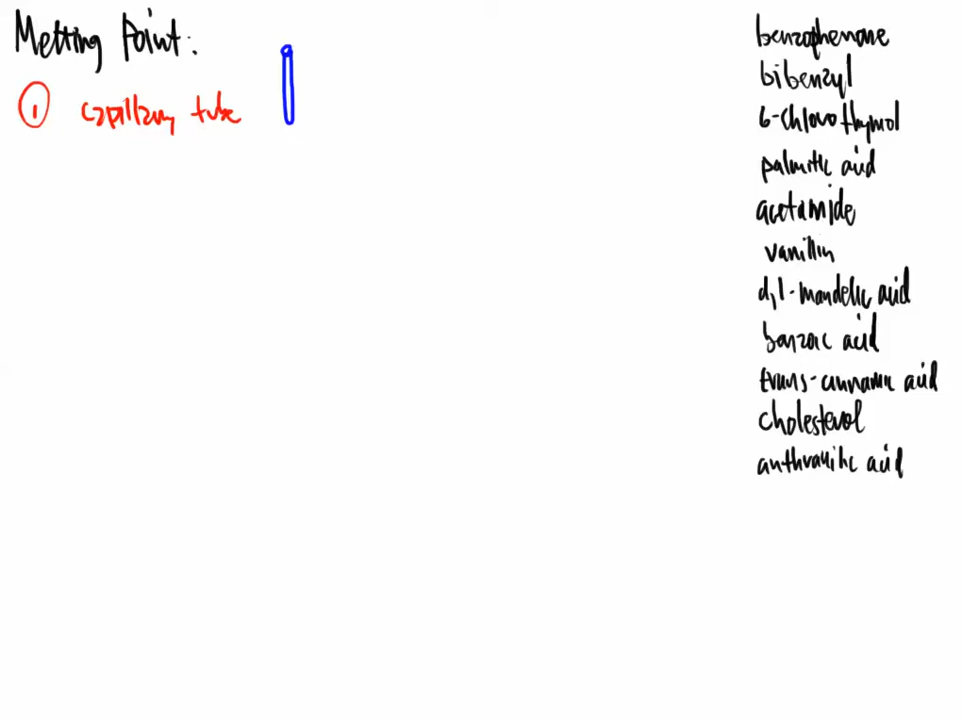 Melting Point:
① capillary tube
benzophenone
bibenzyl
6-chlorothymol
palmitic acid
acetamide
vanillin
d,l-mandelic acid
benzoic acid
trans-cinnamic acid
cholesterol
anthranilic acid